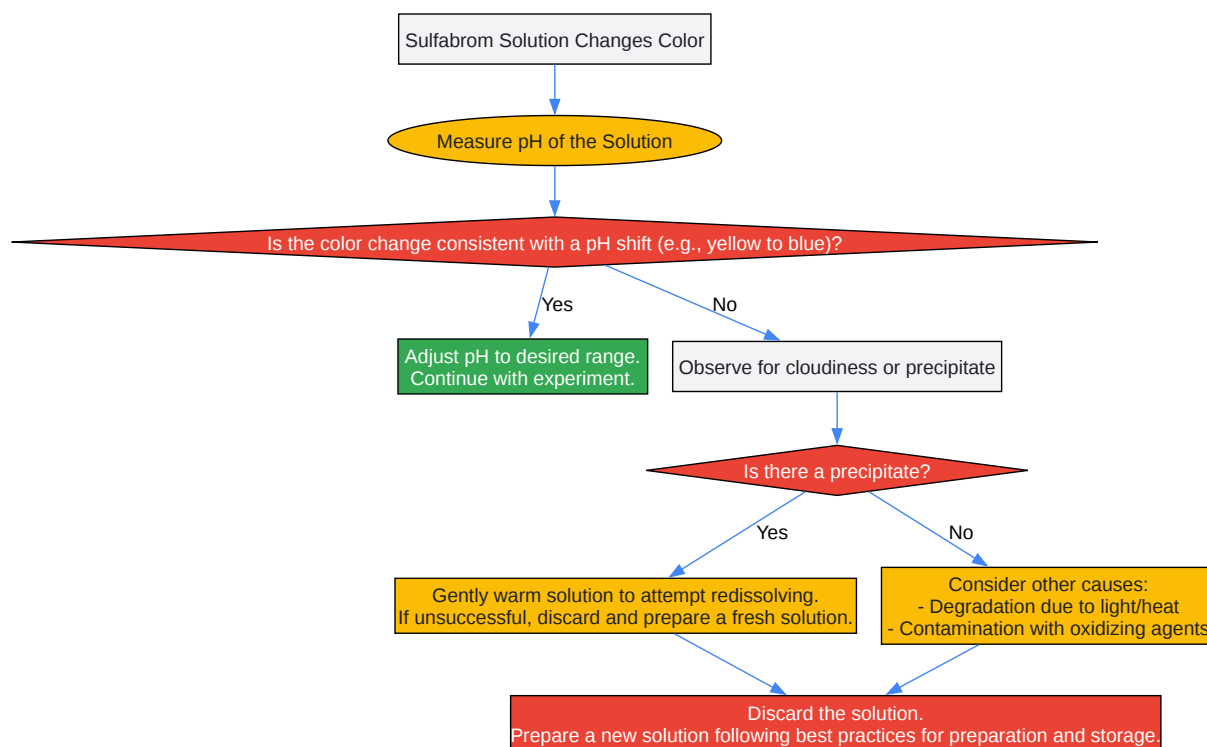 Sulfabrom Solution Changes Color
Measure pH of the Solution
Is the color change consistent with a pH shift (e.g., yellow to blue)?
Yes
No
Adjust pH to desired range.
Continue with experiment.
Observe for cloudiness or precipitate
Is there a precipitate?
Yes
No
Gently warm solution to attempt redissolving.
If unsuccessful, discard and prepare a fresh solution.
Consider other causes:
- Degradation due to light/heat
- Contamination with oxidizing agents
Discard the solution.
Prepare a new solution following best practices for preparation and storage.